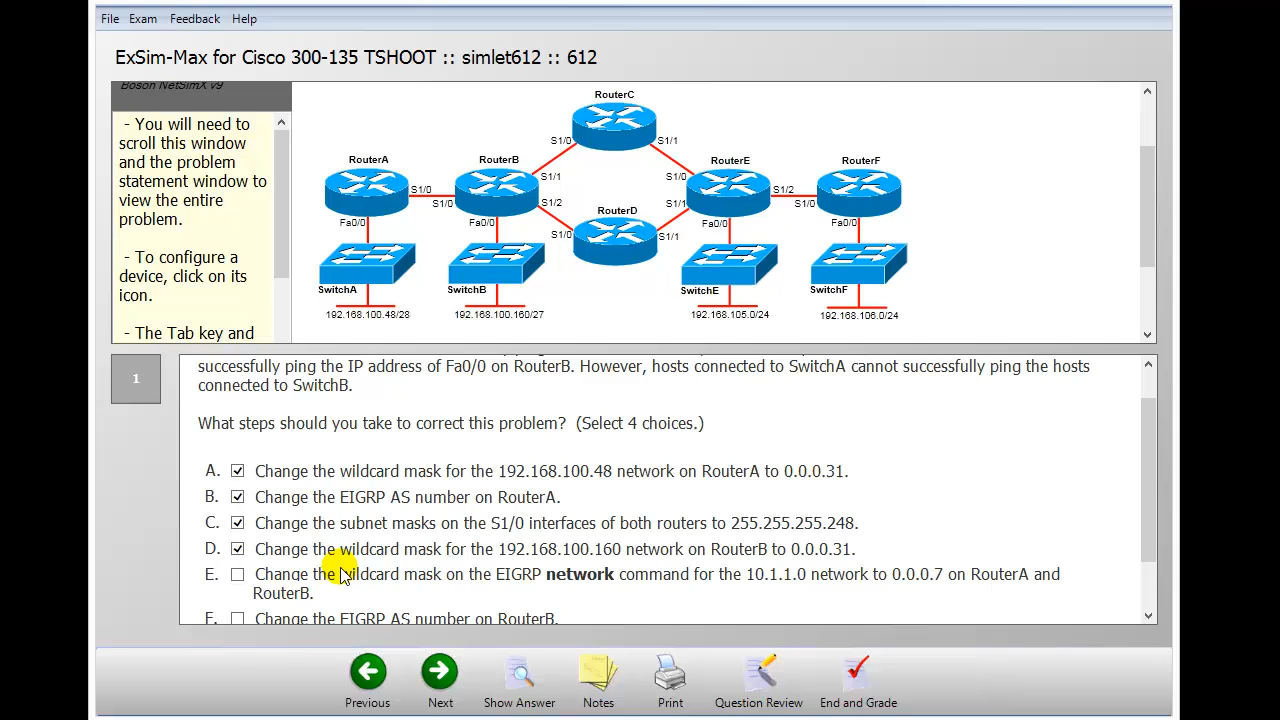 File Exam Feedback Help
ExSim-Max for Cisco 300-135 TSHOOT :: simlet612 :: 612
Boson NetSimX v9
- You will need to
scroll this window
and the problem
statement window to
view the entire
problem.
- To configure a
device, click on its
icon.
- The Tab key and
RouterC
S1/0 S1/1
RouterA RouterB RouterE RouterF
S1/0 S1/1 S1/0 S1/2
S1/0 S1/2 RouterD S1/1 S1/0
Fa0/0 Fa0/0 S1/0 S1/1 Fa0/0 Fa0/0
SwitchA SwitchB SwitchE SwitchF
192.168.100.48/28 192.168.100.160/27 192.168.105.0/24 192.168.106.0/24
1
successfully ping the IP address of Fa0/0 on RouterB. However, hosts connected to SwitchA cannot successfully ping the hosts
connected to SwitchB.
What steps should you take to correct this problem? (Select 4 choices.)
A. Change the wildcard mask for the 192.168.100.48 network on RouterA to 0.0.0.31.
B. Change the EIGRP AS number on RouterA.
C. Change the subnet masks on the S1/0 interfaces of both routers to 255.255.255.248.
D. Change the wildcard mask for the 192.168.100.160 network on RouterB to 0.0.0.31.
E. Change the wildcard mask on the EIGRP network command for the 10.1.1.0 network to 0.0.0.7 on RouterA and
RouterB.
F. Change the EIGRP AS number on RouterB.
Previous Next Show Answer Notes Print Question Review End and Grade